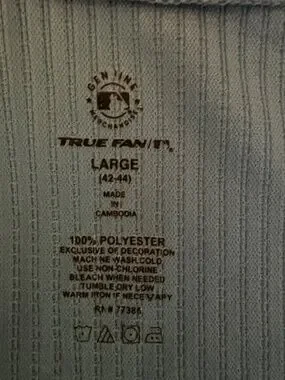 GENUINE
MERCHANDISE
TRUE FAN
LARGE
(42-44)
MADE
IN
CAMBODIA
100% POLYESTER
EXCLUSIVE OF DECORATION
MACHINE WASH,COLD
USE NON-CHLORINE
BLEACH WHEN NEEDED
TUMBLE DRY LOW
WARM IRON IF NECESSARY
RN# 77386